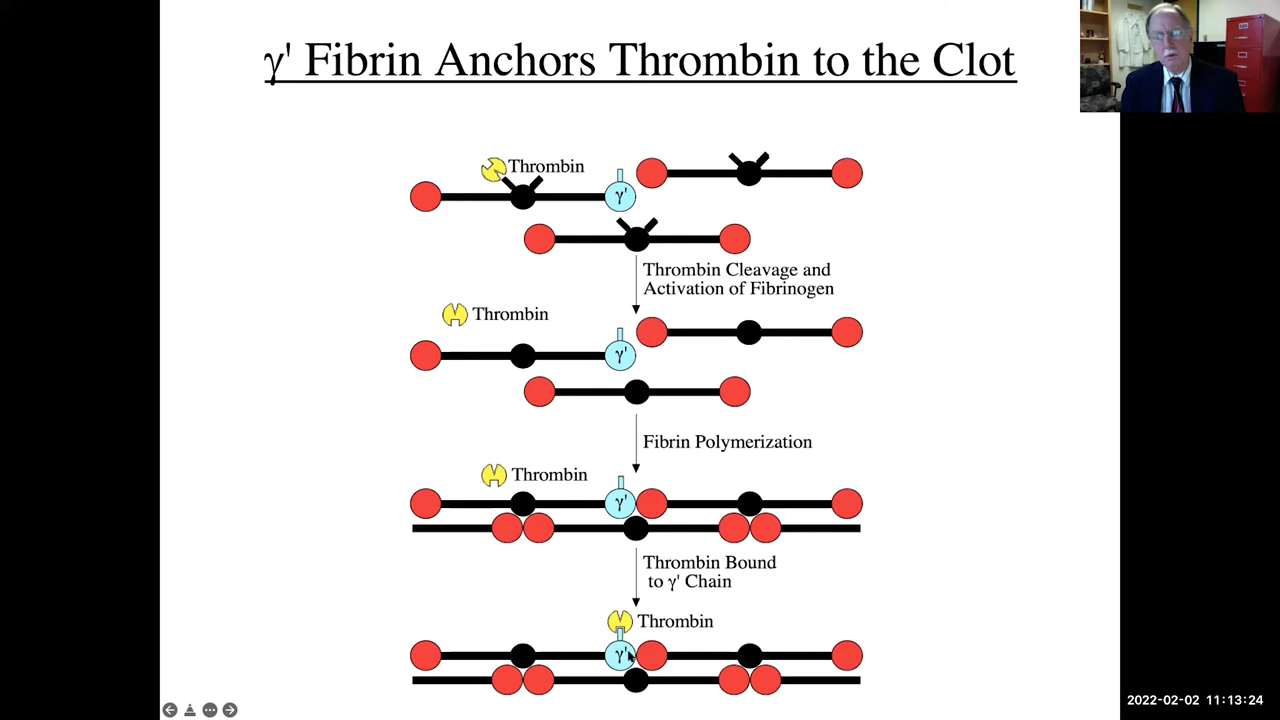 γ' Fibrin Anchors Thrombin to the Clot
Thrombin
γ'
Thrombin Cleavage and
Activation of Fibrinogen
Thrombin
γ'
Fibrin Polymerization
Thrombin
γ'
Thrombin Bound
to γ' Chain
Thrombin
γ'
2022-02-02 11:13:24